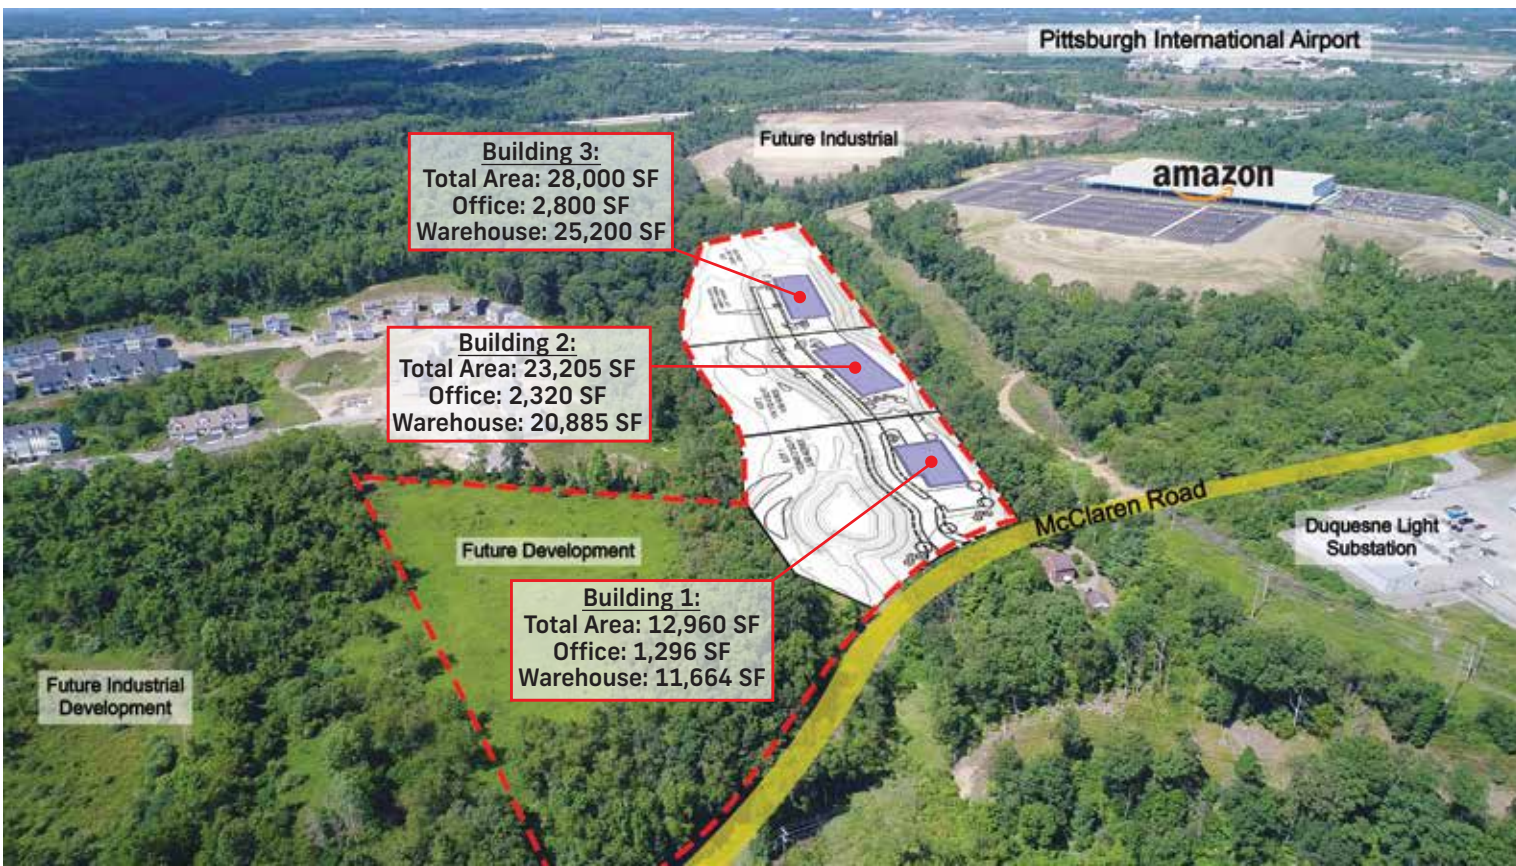 Pittsburgh International Airport
Future Industrial
amazon
Building 3:
Total Area: 28,000 SF
Office: 2,800 SF
Warehouse: 25,200 SF
Building 2:
Total Area: 23,205 SF
Office: 2,320 SF
Warehouse: 20,885 SF
McClaren Road
Duquesne Light
Substation
Future Development
Building 1:
Total Area: 12,960 SF
Office: 1,296 SF
Warehouse: 11,664 SF
Future Industrial
Development